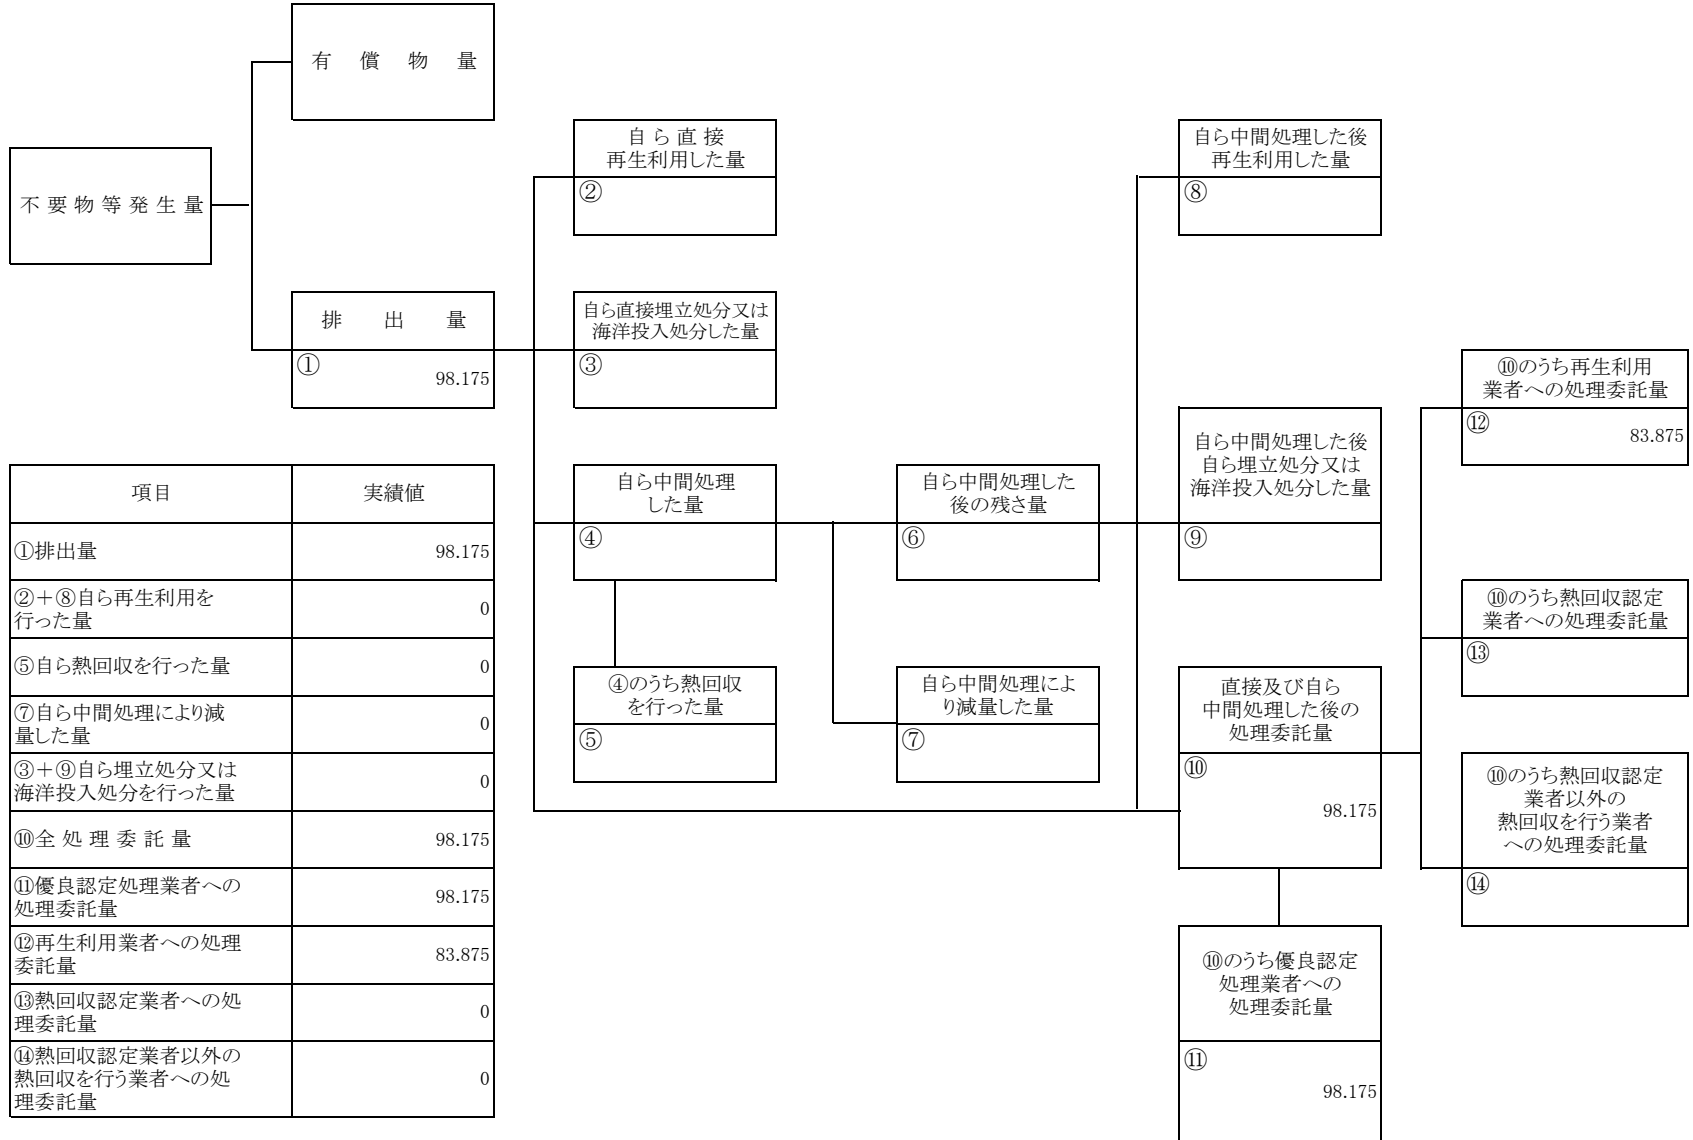 有償物量
自ら直接
再生利用した量
②
自ら中間処理した後
再生利用した量
⑧
不要物等発生量
排出量
①
98.175
自ら直接埋立処分又は
海洋投入処分した量
③
⑩のうち再生利用
業者への処理委託量
⑫
83.875
自ら中間処理した後
自ら埋立処分又は
海洋投入処分した量
⑨
自ら中間処理
した量
④
自ら中間処理した
後の残さ量
⑥
⑩のうち熱回収認定
業者への処理委託量
⑬
④のうち熱回収
を行った量
⑤
自ら中間処理によ
り減量した量
⑦
直接及び自ら
中間処理した後の
処理委託量
⑩
98.175
⑩のうち熱回収認定
業者以外の
熱回収を行う業者
への処理委託量
⑭
⑩のうち優良認定
処理業者への
処理委託量
⑪
98.175
項目 実績値
①排出量 98.175
②＋⑧自ら再生利用を
行った量 0
⑤自ら熱回収を行った量 0
⑦自ら中間処理により減
量した量 0
③＋⑨自ら埋立処分又は
海洋投入処分を行った量 0
⑩全処理委託量 98.175
⑪優良認定処理業者への
処理委託量 98.175
⑫再生利用業者への処理
委託量 83.875
⑬熱回収認定業者への処
理委託量 0
⑭熱回収認定業者以外の
熱回収を行う業者への処
理委託量 0